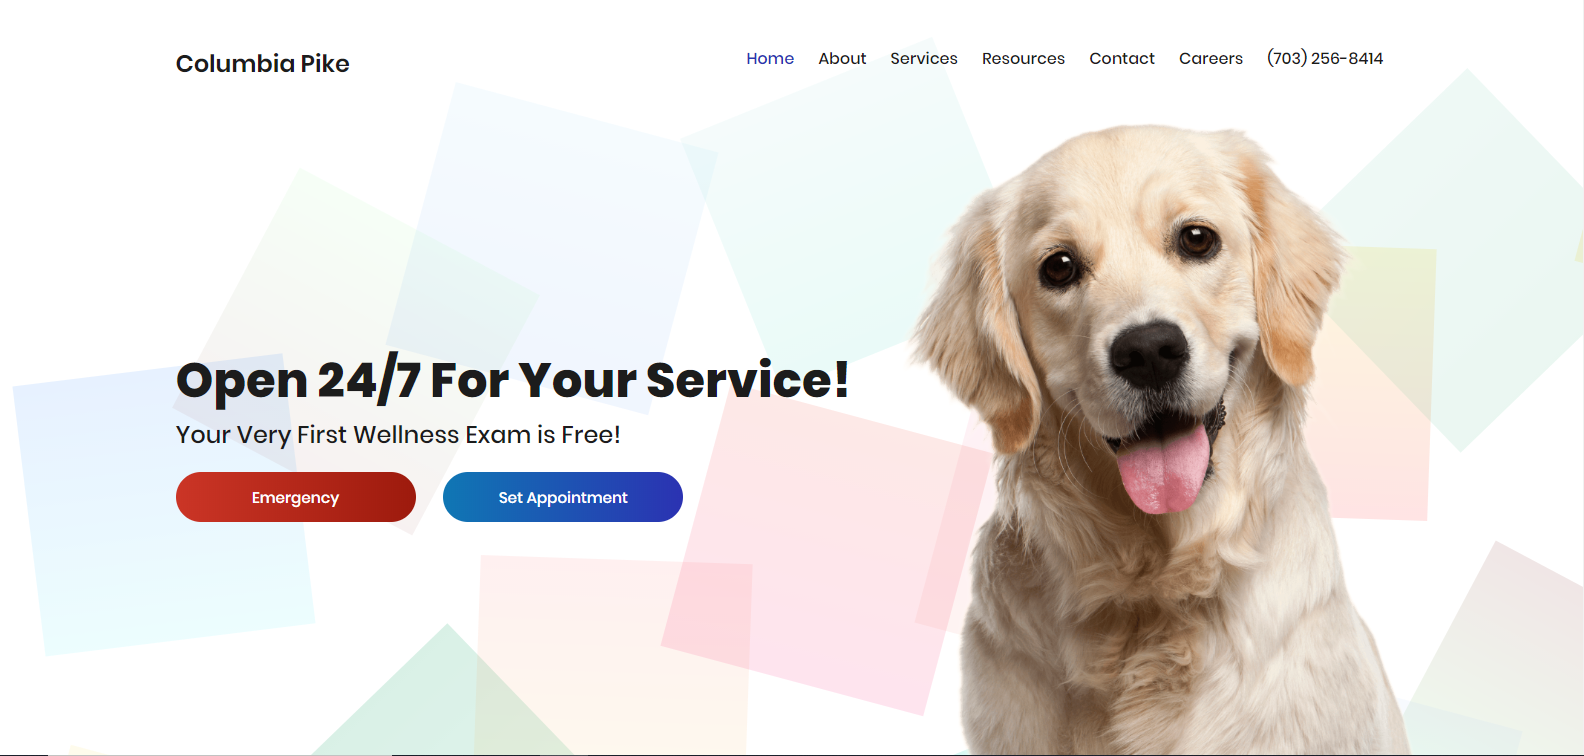 Columbia Pike
Home About Services Resources Contact Careers (703) 256-8414
Open 24/7 For Your Service!
Your Very First Wellness Exam is Free!
Emergency Set Appointment